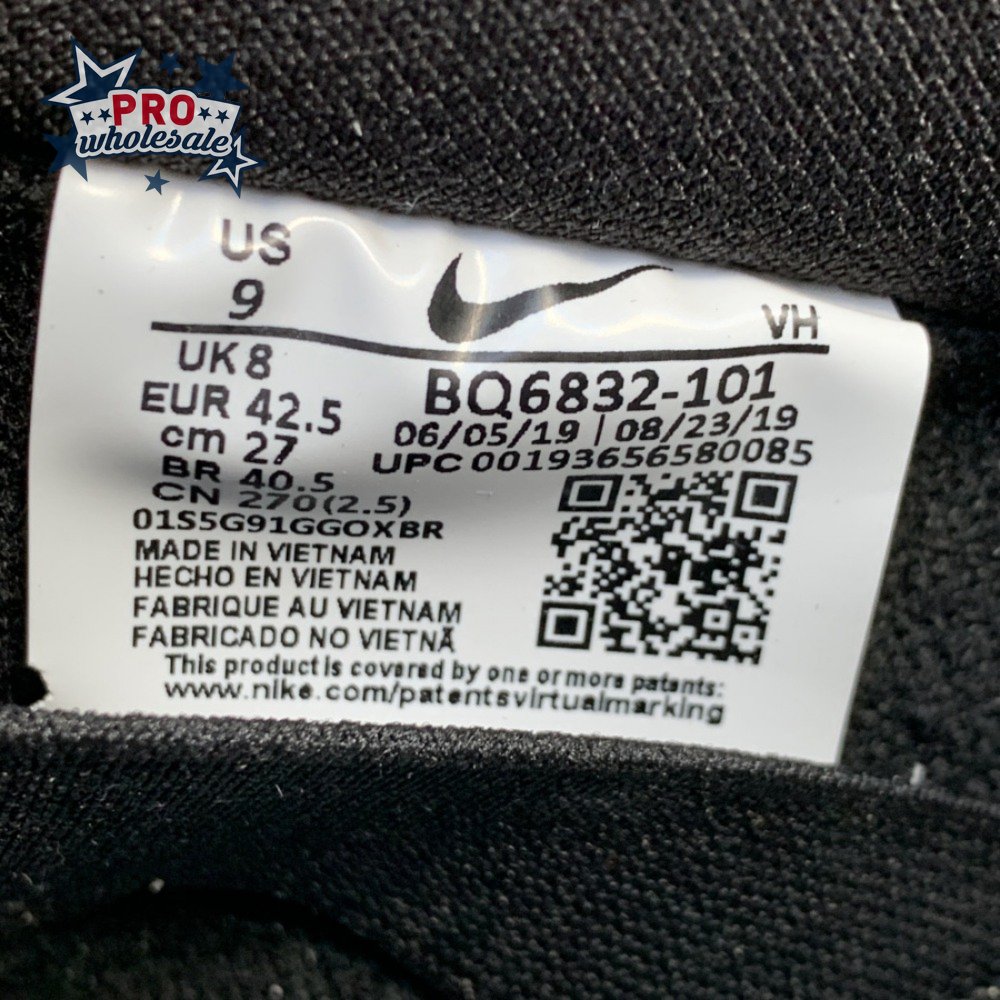 PRO
wholesale
US
9
VH
UK 8
EUR 42.5
cm 27
BR 40.5
CN 270(2.5)
BQ6832-101
06/05/19 | 08/23/19
UPC 00193656580085
01S5G91GGOXBR
MADE IN VIETNAM
HECHO EN VIETNAM
FABRIQUE AU VIETNAM
FABRICADO NO VIETNÃ
This product is covered by one or more patents:
www.nike.com/patentsvirtualmarking